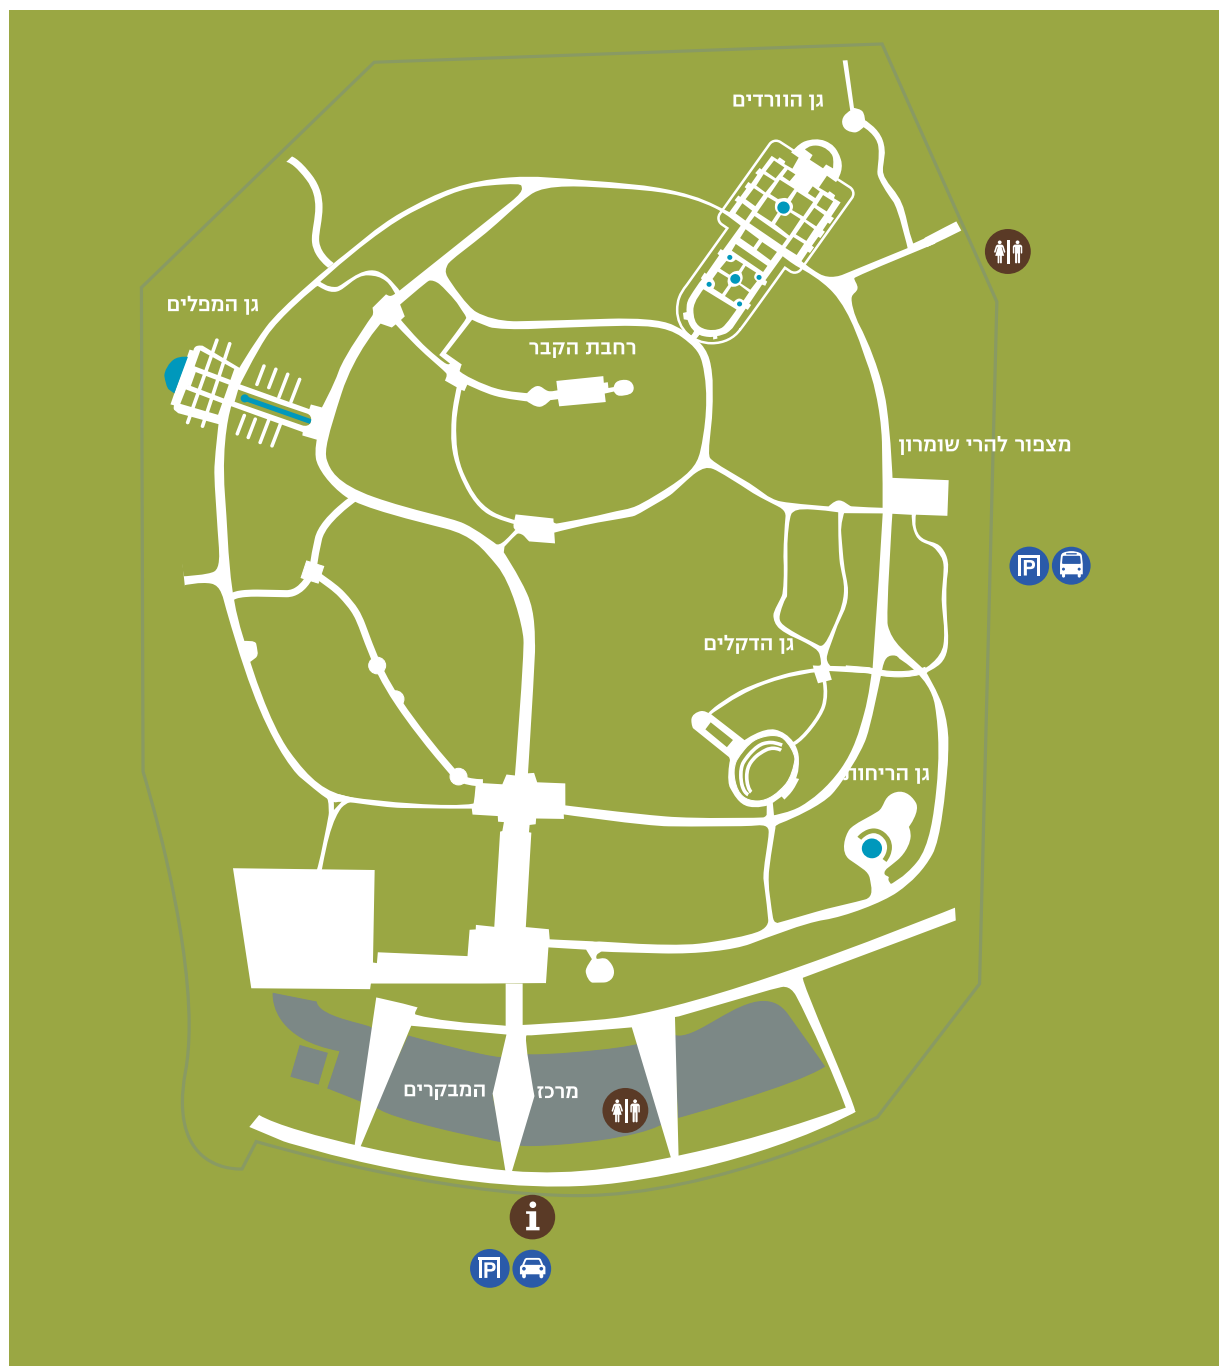 גן הוורדים
גן המפלים
רחבת הקבר
מצפור להרי שומרון
P
גן הדקלים
גן הריחות
מרכז המבקרים
i
P